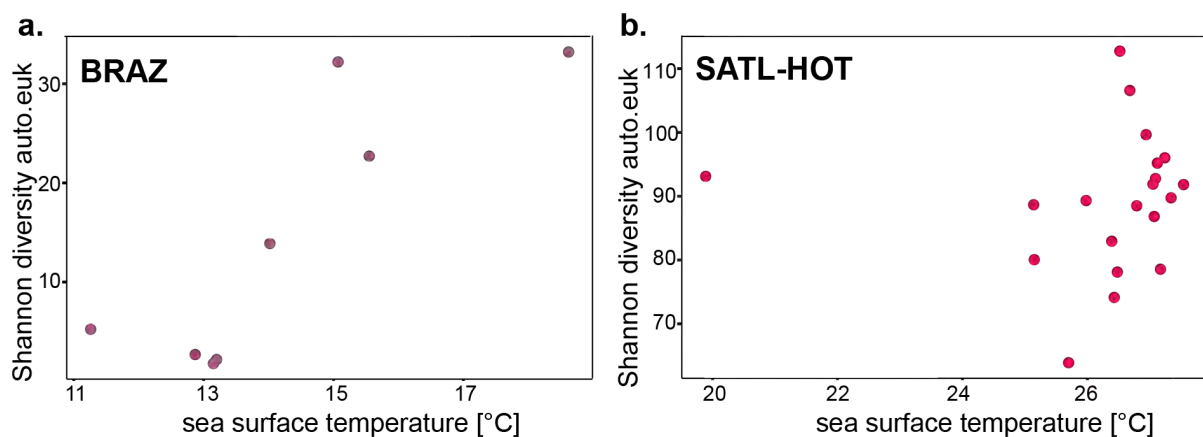 a.
BRAZ
Shannon diversity auto.euk
30
20
10
11
13
15
17
sea surface temperature [°C]
b.
SATL-HOT
Shannon diversity auto.euk
110
100
90
80
70
20
22
24
26
sea surface temperature [°C]